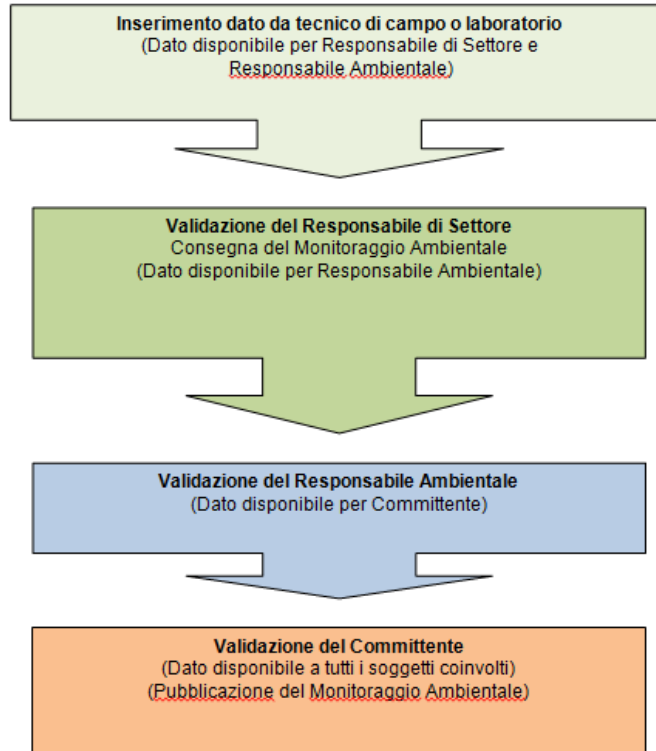 Inserimento dato da tecnico di campo o laboratorio
(Dato disponibile per Responsabile di Settore e
Responsabile Ambientale)
Validazione del Responsabile di Settore
Consegna del Monitoraggio Ambientale
(Dato disponibile per Responsabile Ambientale)
Validazione del Responsabile Ambientale
(Dato disponibile per Committente)
Validazione del Committente
(Dato disponibile a tutti i soggetti coinvolti)
(Pubblicazione del Monitoraggio Ambientale)